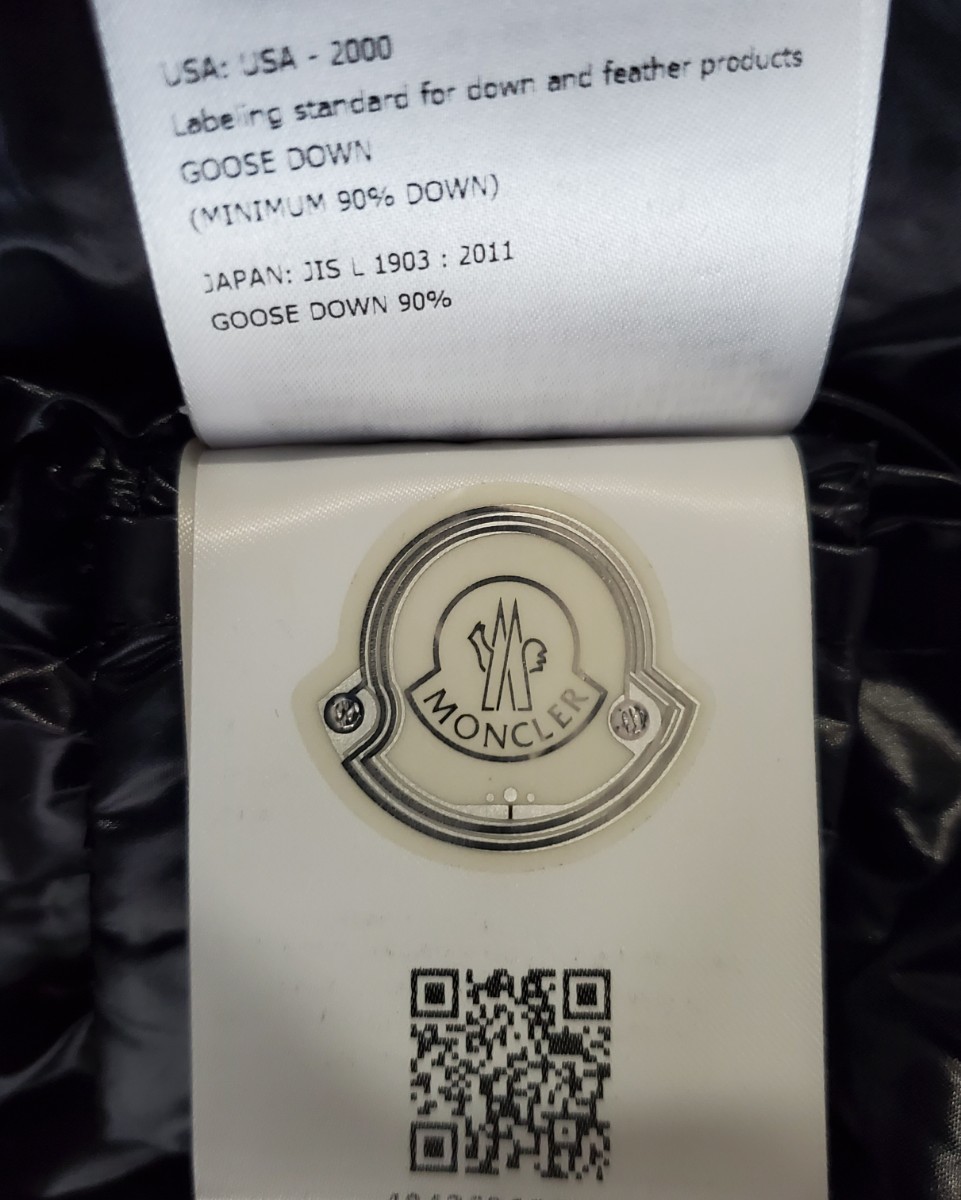 USA: USA - 2000
Labeling standard for down and feather products
GOOSE DOWN
(MINIMUM 90% DOWN)
JAPAN: JIS L 1903 : 2011
GOOSE DOWN 90%
MONCLER